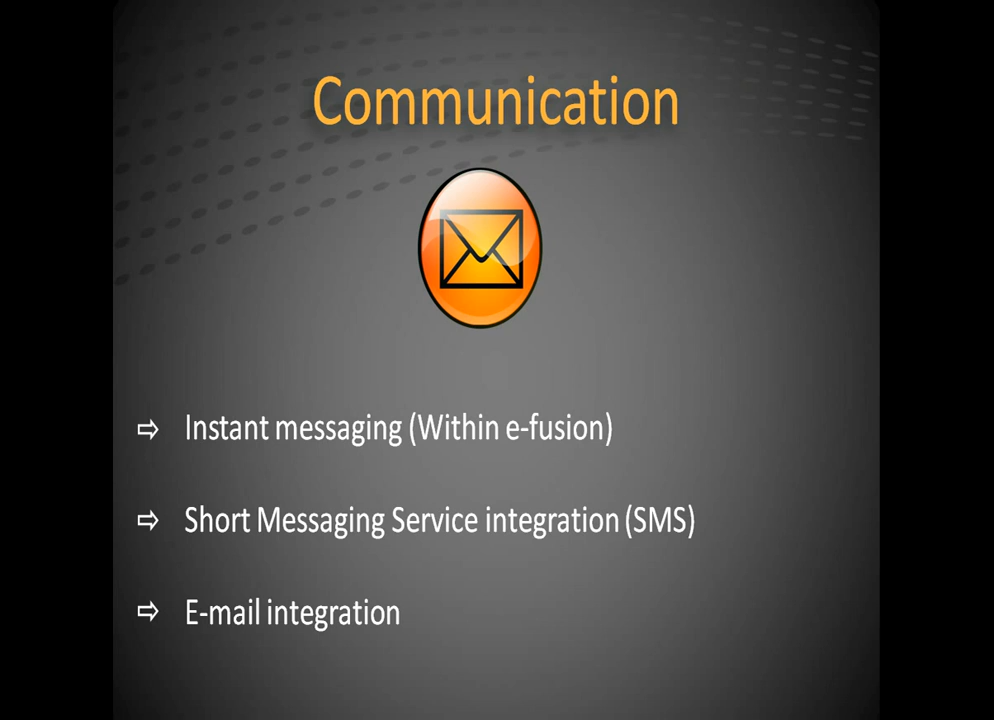 Communication
Instant messaging (Within e-fusion)
Short Messaging Service integration (SMS)
E-mail integration